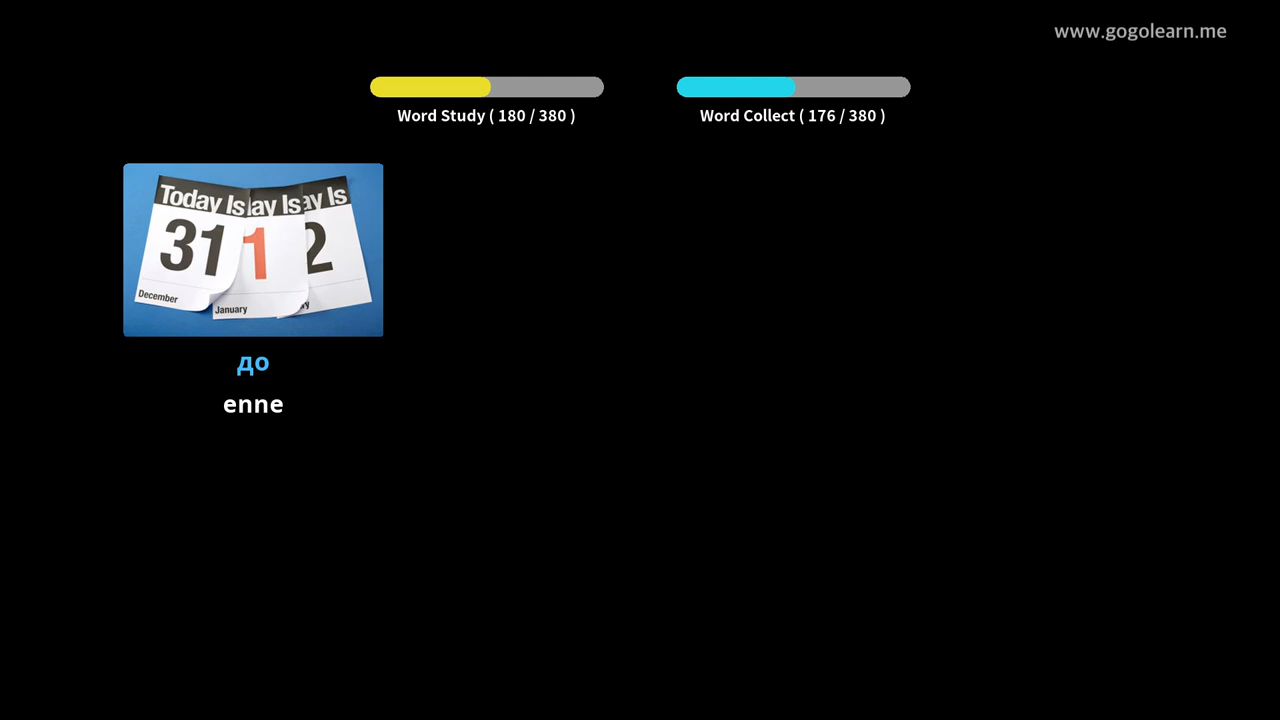 www.gogolearn.me
Word Study ( 180 / 380 )
Word Collect ( 176 / 380 )
Today Is
ay Is
ay Is
31
1
2
December
January
ry
до
enne